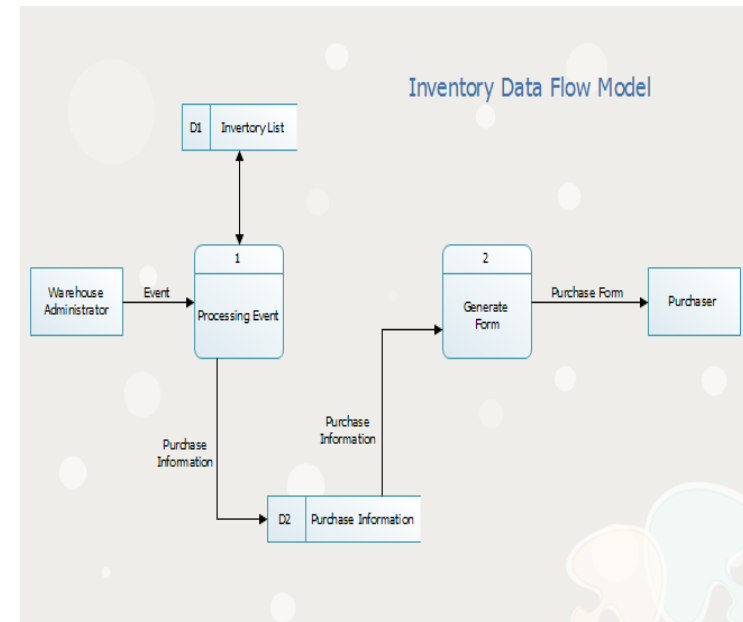 Inventory Data Flow Model
D1 Invertory List
1
2
Warehouse
Administrator
Event
Processing Event
Generate
Form
Purchase Form
Purchaser
Purchase
Information
Purchase
Information
D2 Purchase Information